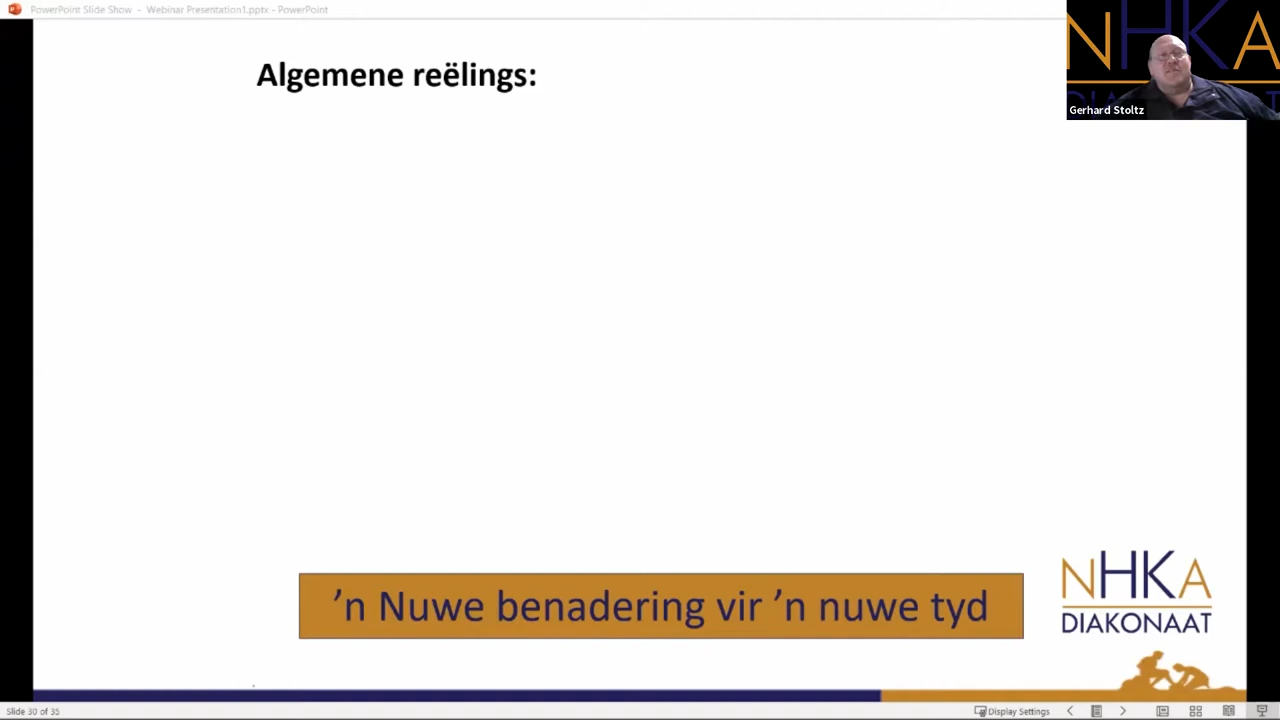 PowerPoint Slide Show - Webinar Presentation1.pptx - PowerPoint
NHKA
DIAKONAAT
Gerhard Stoltz
Algemene reëlings:
’n Nuwe benadering vir ’n nuwe tyd
NHKA
DIAKONAAT
Slide 30 of 35
Display Settings